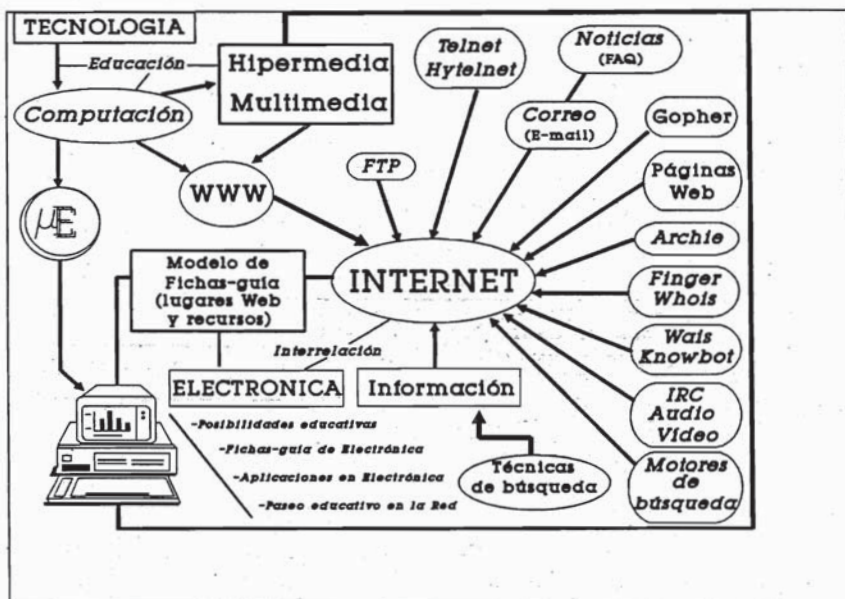 TECNOLOGIA
Educación
Hipermedia
Multimedia
Computación
Telnet
Hytelnet
Noticias
(FAQ)
Correo
(E-mail)
Gopher
FTP
WWW
Páginas
Web
µE
Archie
Modelo de
Fichas-guía
(lugares Web
y recursos)
INTERNET
Finger
Whois
Interrelación
Wais
Knowbot
ELECTRONICA
Información
IRC
Audio
Video
-Posibilidades educativas
-Fichas-guía de Electrónica
-Aplicaciones en Electrónica
-Paseo educativo en la Red
Técnicas
de búsqueda
Motores
de
búsqueda